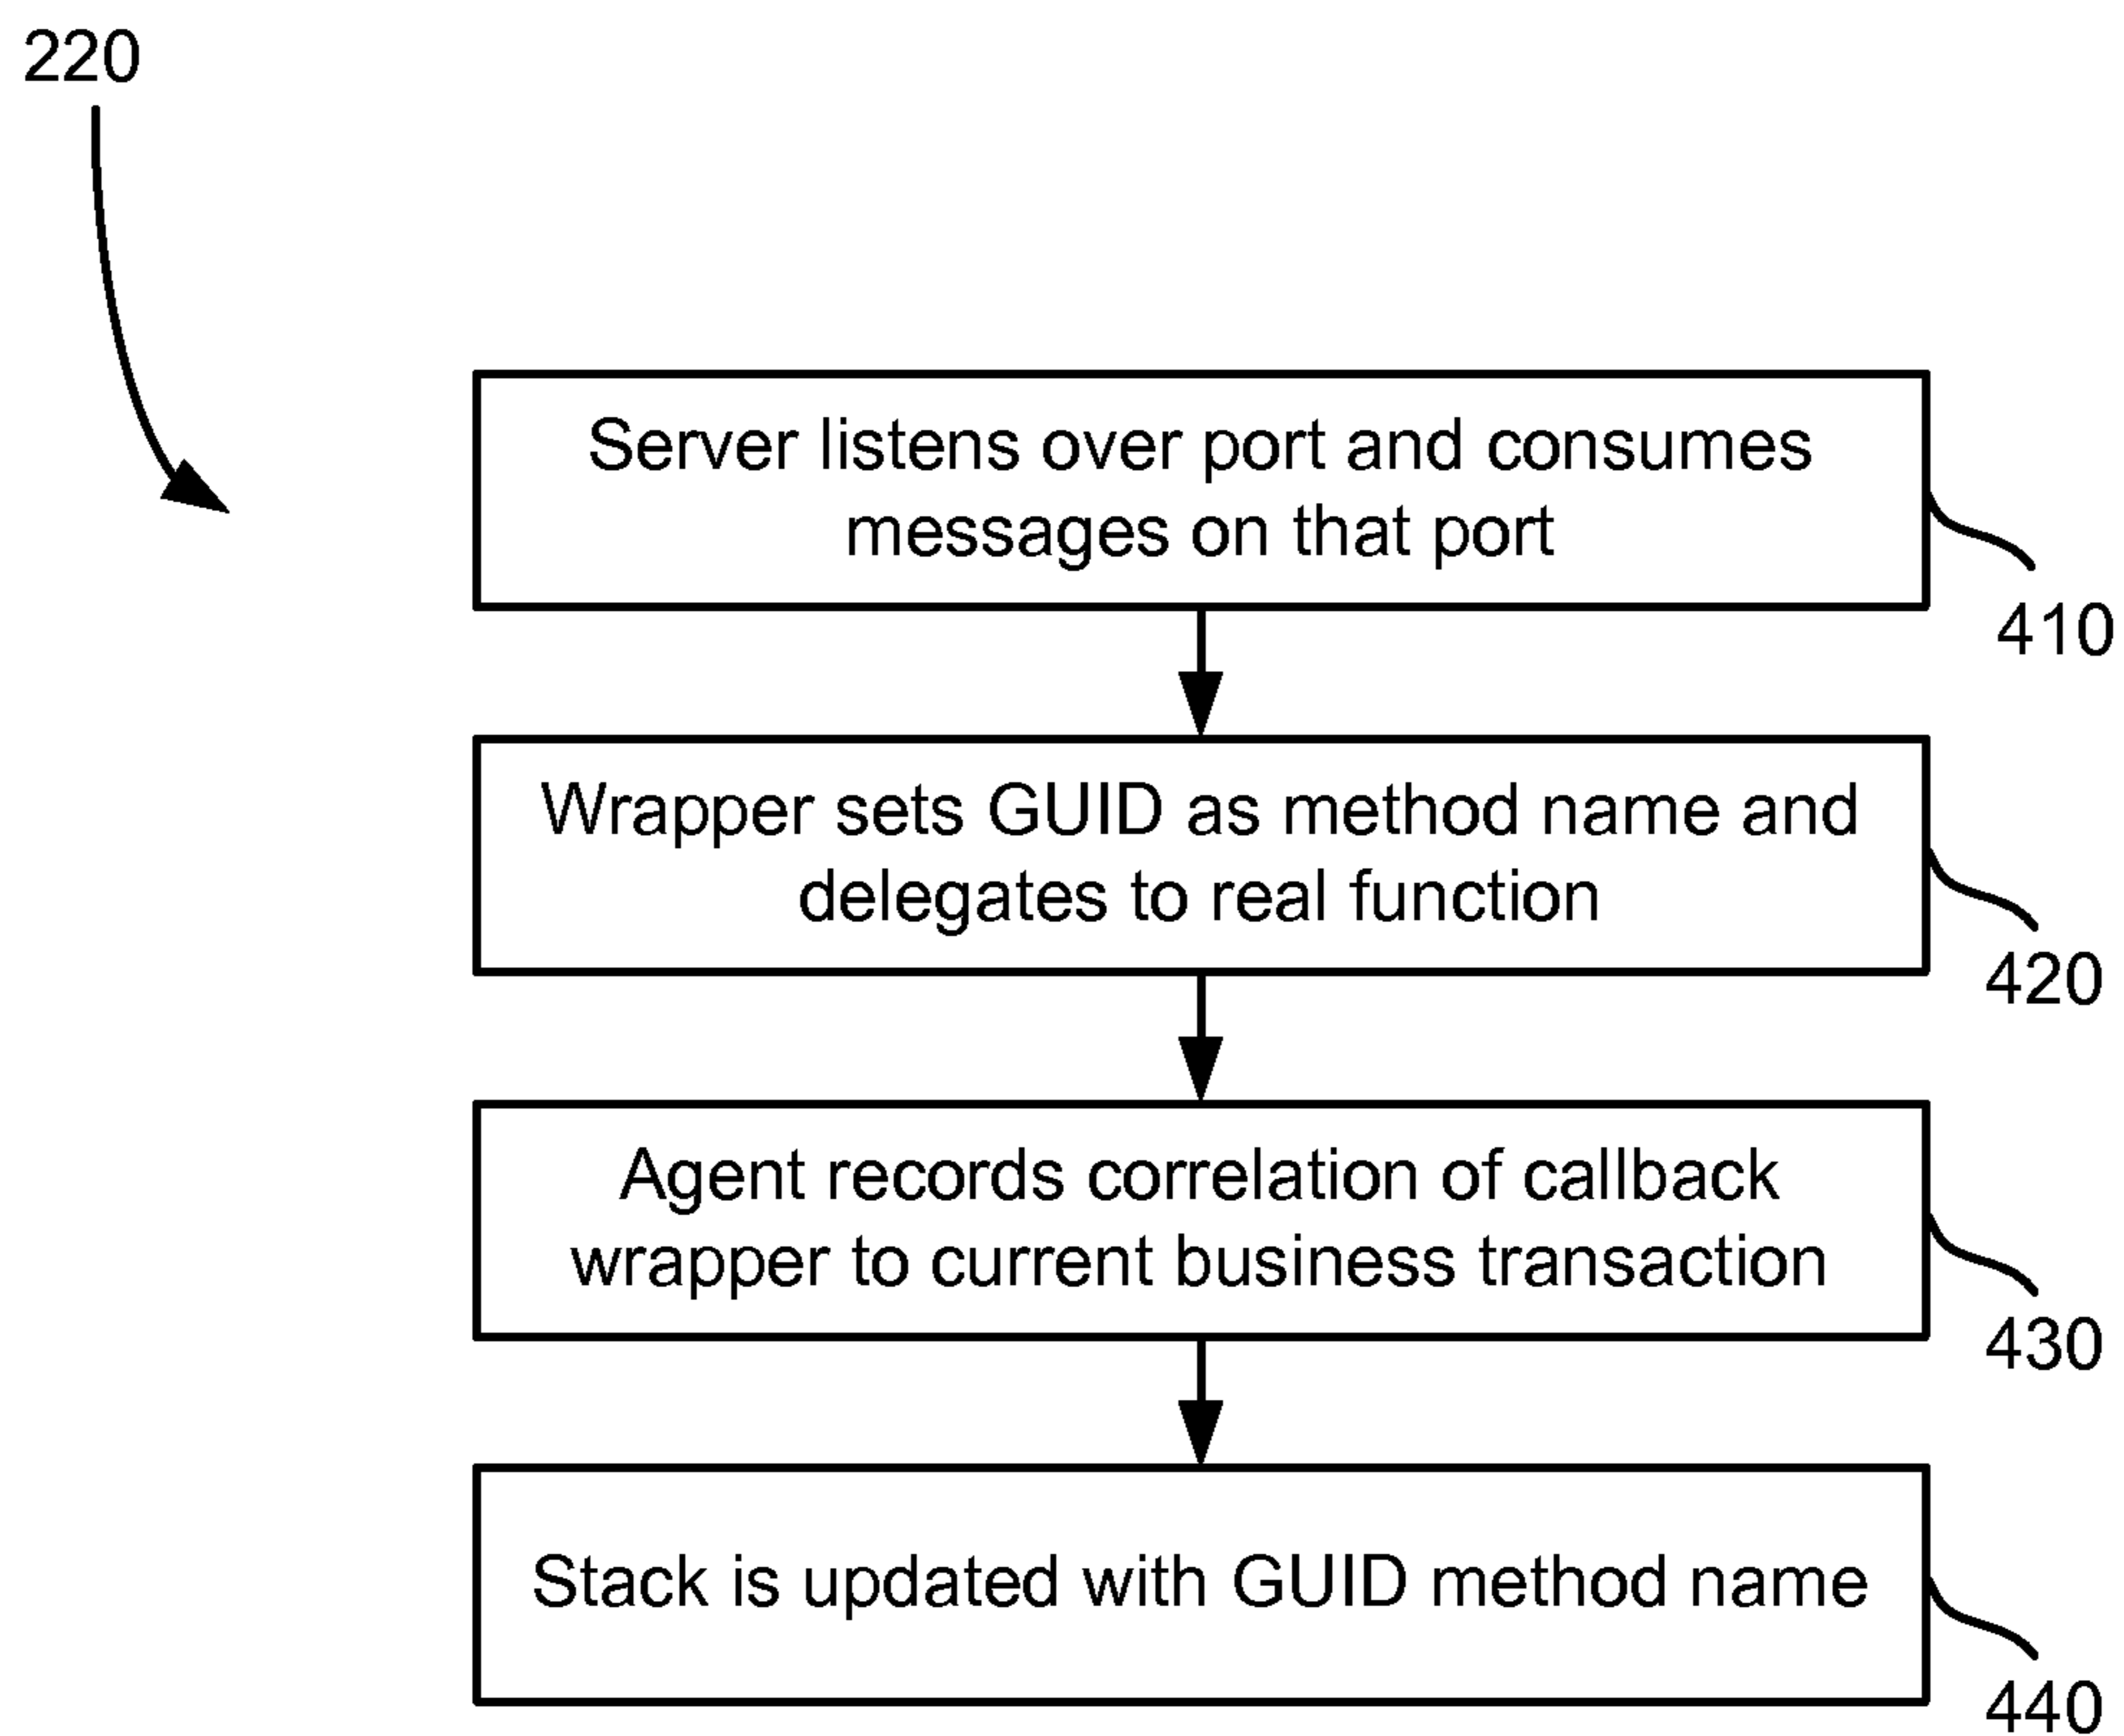 220
Server listens over port and consumes
messages on that port
410
Wrapper sets GUID as method name and
delegates to real function
420
Agent records correlation of callback
wrapper to current business transaction
430
Stack is updated with GUID method name
440